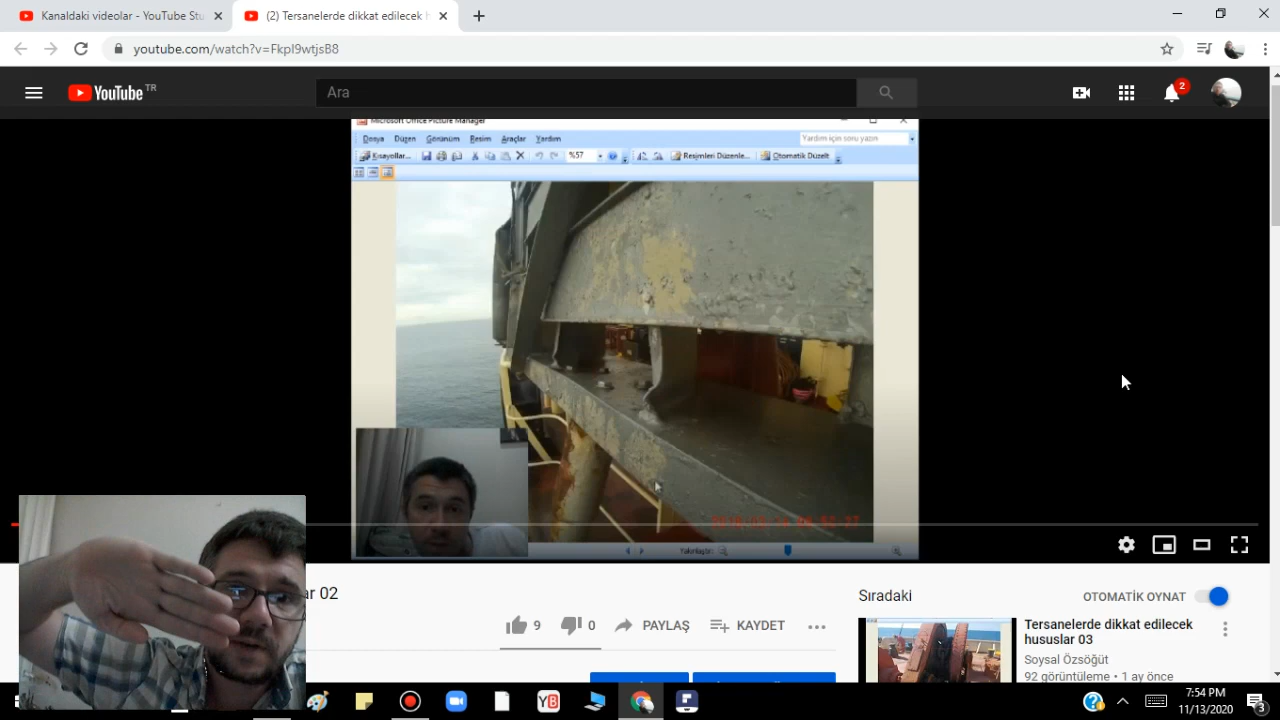 Kanaldaki videolar - YouTube Stu
(2) Tersanelerde dikkat edilecek h
youtube.com/watch?v=FkpI9wtjsB8
YouTube TR
Ara
2
Microsoft Office Picture Manager
Dosya Düzen Görünüm Resim Araçlar Yardım
Yardım için soru yazın
Kısayollar...
%57
Resimleri Düzenle...
Otomatik Düzelt
Yakınlaştır:
ar 02
9
0
PAYLAŞ
KAYDET
Sıradaki
OTOMATİK OYNAT
Tersanelerde dikkat edilecek
hususlar 03
Soysal Özsöğüt
92 görüntüleme • 1 ay önce
YB
7:54 PM
11/13/2020
3